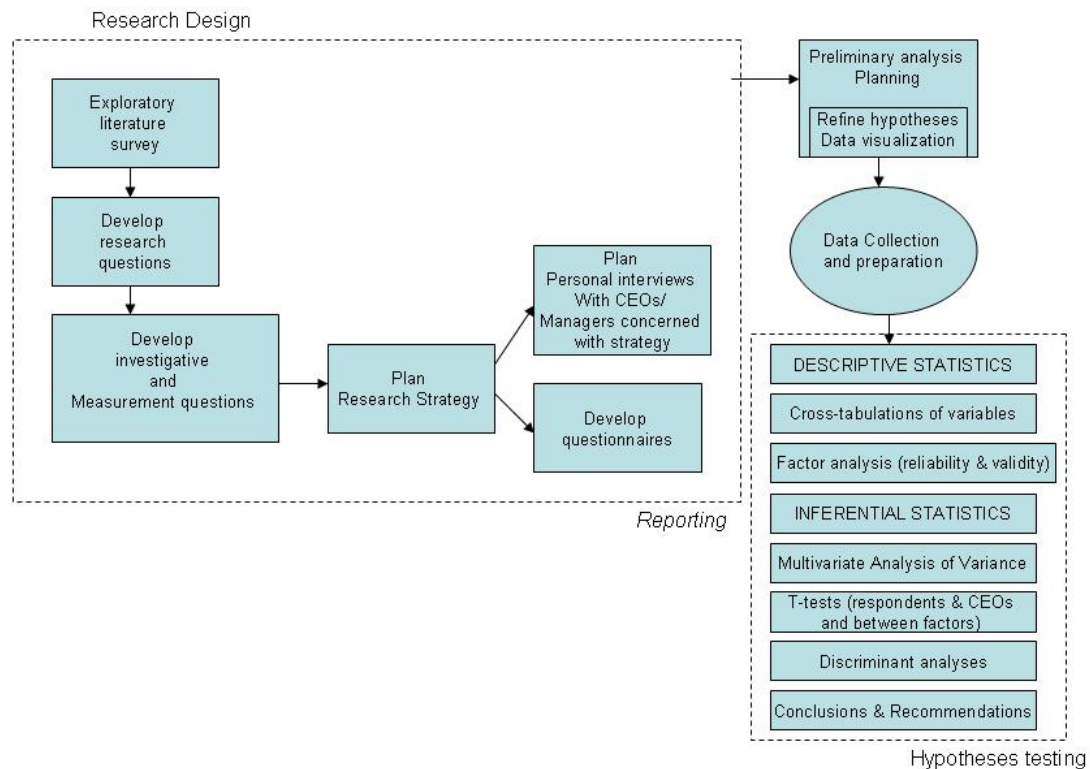 Research Design
Exploratory
literature
survey
Develop
research
questions
Develop
investigative
and
Measurement questions
Plan
Research Strategy
Plan
Personal interviews
With CEOs/
Managers concerned
with strategy
Develop
questionnaires
Reporting
Preliminary analysis
Planning
Refine hypotheses
Data visualization
Data Collection
and preparation
DESCRIPTIVE STATISTICS
Cross-tabulations of variables
Factor analysis (reliability & validity)
INFERENTIAL STATISTICS
Multivariate Analysis of Variance
T-tests (respondents & CEOs
and between factors)
Discriminant analyses
Conclusions & Recommendations
Hypotheses testing